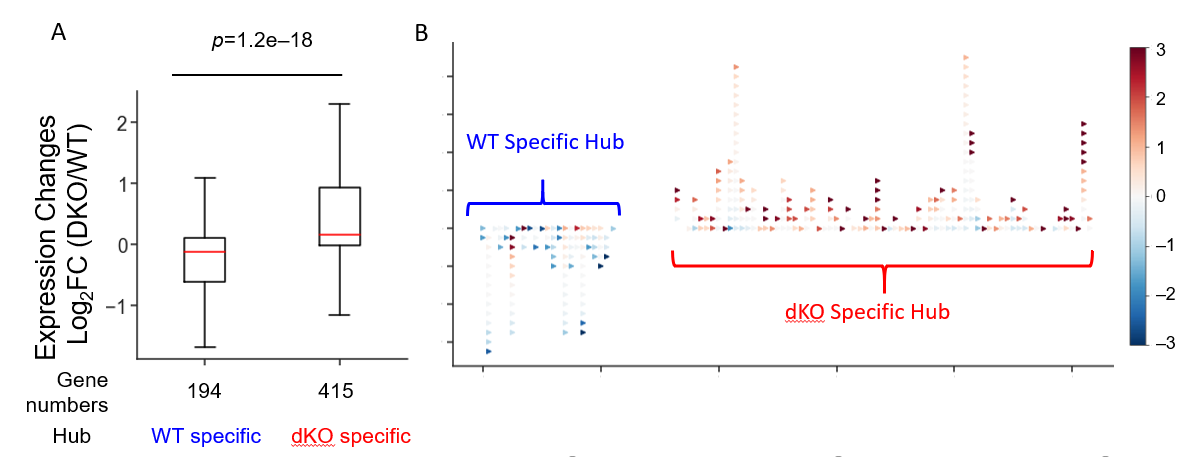 A
p=1.2e–18
Expression Changes
Log₂FC (DKO/WT)
2
1
0
−1
Gene
numbers
194
415
Hub
WT specific
dKO specific
B
WT Specific Hub
dKO Specific Hub
3
2
1
0
−1
−2
−3